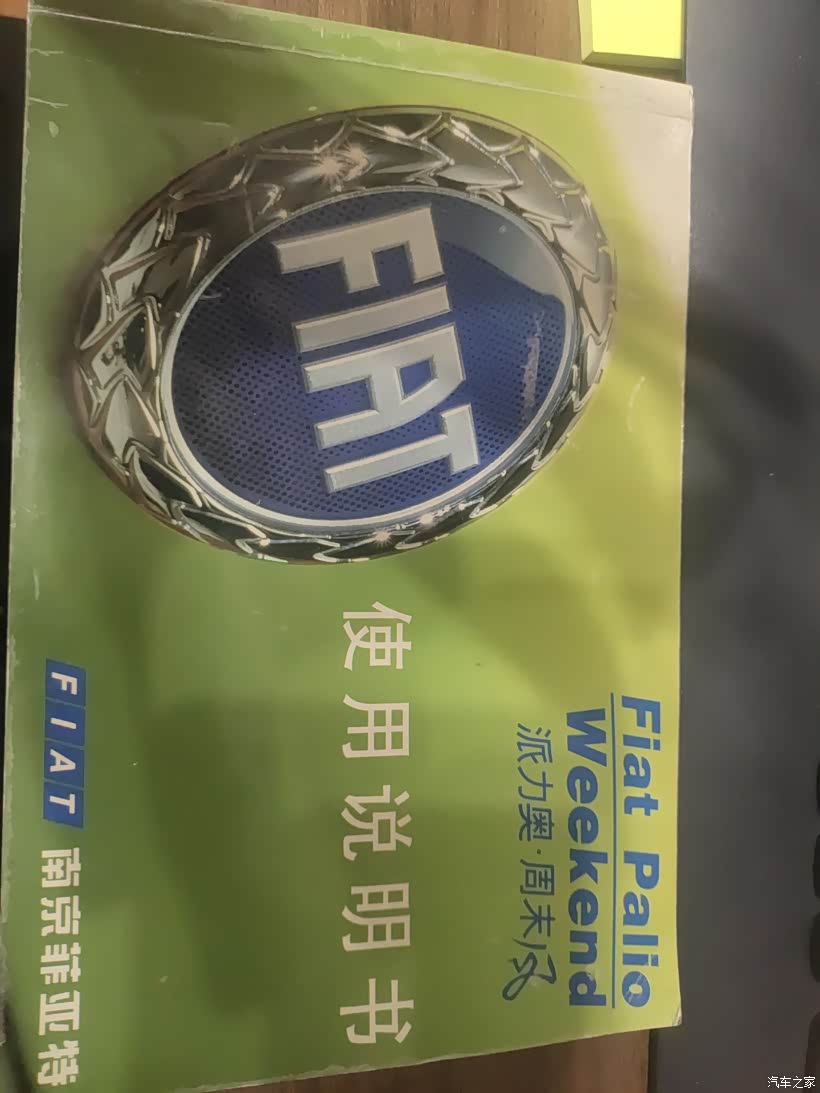 Fiat Palio
Weekend
派力奥·周末
FIAT
使用说明书
FIAT 南京菲亚特
汽车之家